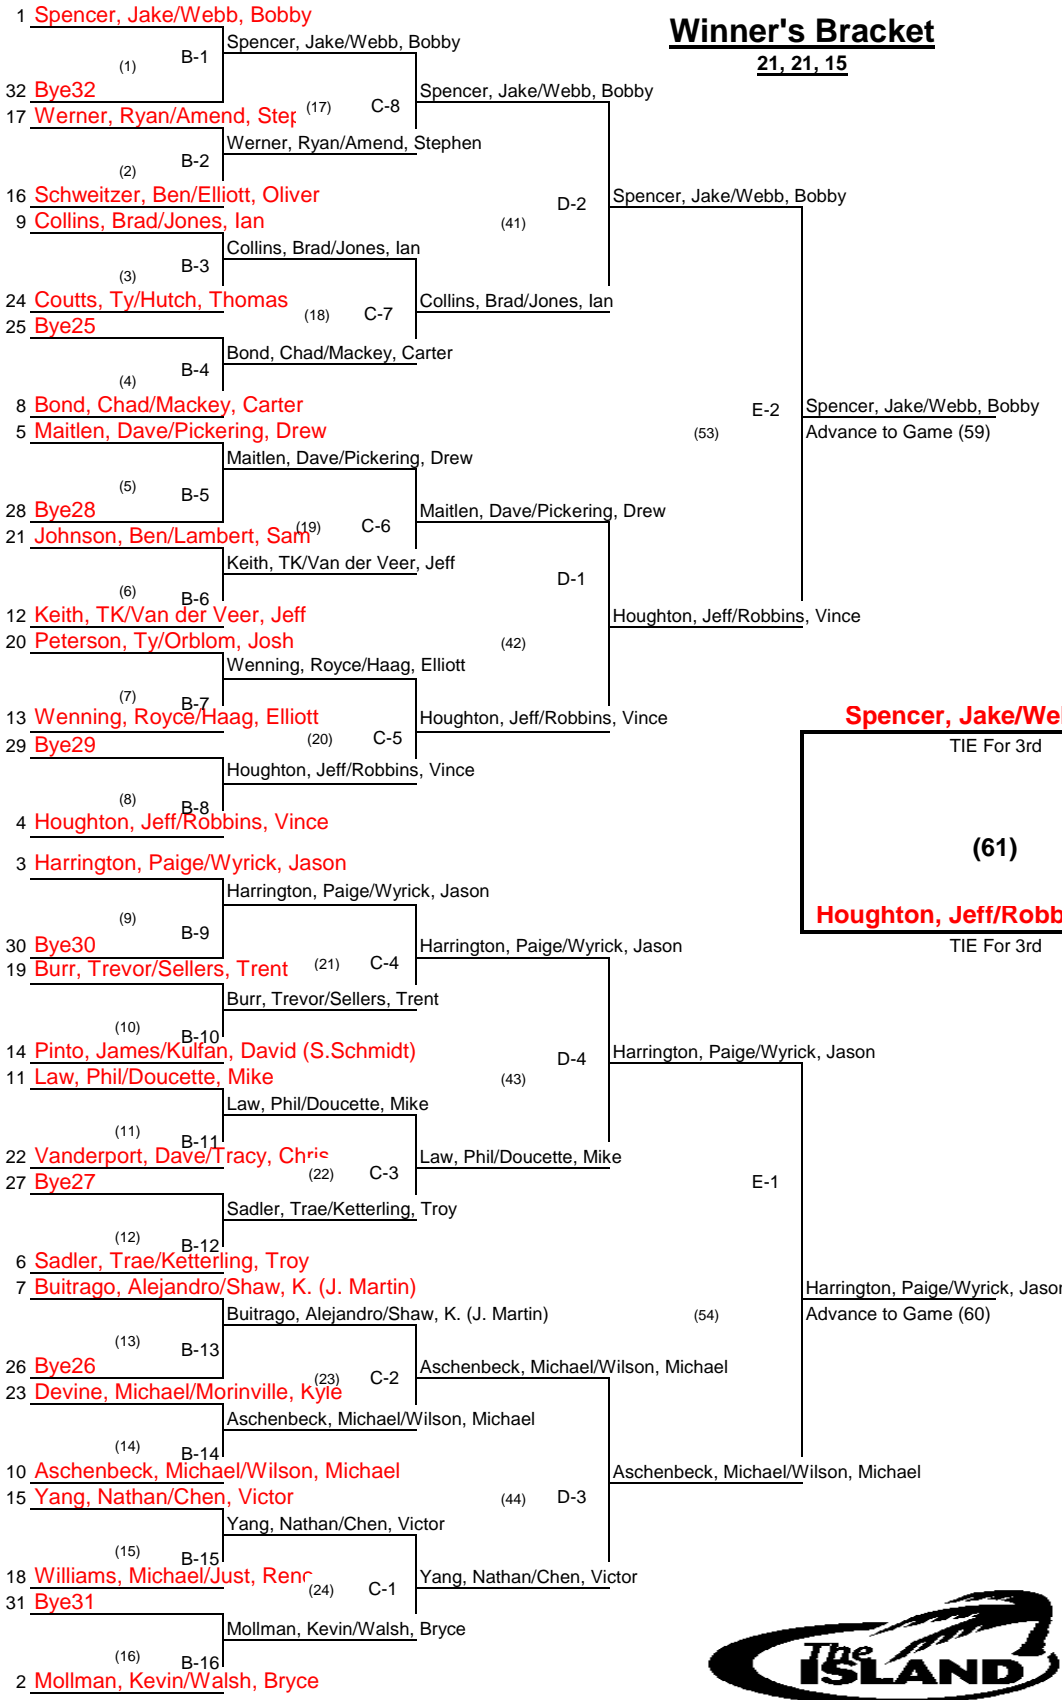 Winner's Bracket
21, 21, 15
1 Spencer, Jake/Webb, Bobby
Spencer, Jake/Webb, Bobby
(1) B-1
32 Bye32
Spencer, Jake/Webb, Bobby
(17) C-8
17 Werner, Ryan/Amend, Step
Werner, Ryan/Amend, Stephen
(2) B-2
16 Schweitzer, Ben/Elliott, Oliver
Spencer, Jake/Webb, Bobby
D-2
(41)
9 Collins, Brad/Jones, Ian
Collins, Brad/Jones, Ian
(3) B-3
24 Coutts, Ty/Hutch, Thomas
Collins, Brad/Jones, Ian
(18) C-7
25 Bye25
Bond, Chad/Mackey, Carter
(4) B-4
8 Bond, Chad/Mackey, Carter
Spencer, Jake/Webb, Bobby
E-2
(53)
Advance to Game (59)
5 Maitlen, Dave/Pickering, Drew
Maitlen, Dave/Pickering, Drew
(5) B-5
28 Bye28
Maitlen, Dave/Pickering, Drew
(19) C-6
21 Johnson, Ben/Lambert, Sam
Keith, TK/Van der Veer, Jeff
(6) B-6
D-1
12 Keith, TK/Van der Veer, Jeff
Houghton, Jeff/Robbins, Vince
20 Peterson, Ty/Orblom, Josh
(42)
Wenning, Royce/Haag, Elliott
(7) B-7
13 Wenning, Royce/Haag, Elliott
Houghton, Jeff/Robbins, Vince
(20) C-5
29 Bye29
Houghton, Jeff/Robbins, Vince
(8) B-8
4 Houghton, Jeff/Robbins, Vince
Spencer, Jake/We
TIE For 3rd
(61)
Houghton, Jeff/Robb
TIE For 3rd
3 Harrington, Paige/Wyrick, Jason
Harrington, Paige/Wyrick, Jason
(9) B-9
30 Bye30
Harrington, Paige/Wyrick, Jason
(21) C-4
19 Burr, Trevor/Sellers, Trent
Burr, Trevor/Sellers, Trent
(10) B-10
14 Pinto, James/Kulfan, David (S.Schmidt)
Harrington, Paige/Wyrick, Jason
D-4
(43)
11 Law, Phil/Doucette, Mike
Law, Phil/Doucette, Mike
(11) B-11
22 Vanderport, Dave/Tracy, Chris
Law, Phil/Doucette, Mike
(22) C-3
27 Bye27
E-1
Sadler, Trae/Ketterling, Troy
(12) B-12
6 Sadler, Trae/Ketterling, Troy
7 Buitrago, Alejandro/Shaw, K. (J. Martin)
Harrington, Paige/Wyrick, Jason
(54)
Advance to Game (60)
Buitrago, Alejandro/Shaw, K. (J. Martin)
(13) B-13
26 Bye26
Aschenbeck, Michael/Wilson, Michael
(23) C-2
23 Devine, Michael/Morinville, Kyle
Aschenbeck, Michael/Wilson, Michael
(14) B-14
10 Aschenbeck, Michael/Wilson, Michael
Aschenbeck, Michael/Wilson, Michael
15 Yang, Nathan/Chen, Victor
(44) D-3
Yang, Nathan/Chen, Victor
(15) B-15
18 Williams, Michael/Just, Reno
Yang, Nathan/Chen, Victor
(24) C-1
31 Bye31
Mollman, Kevin/Walsh, Bryce
(16) B-16
2 Mollman, Kevin/Walsh, Bryce
The
ISLAND